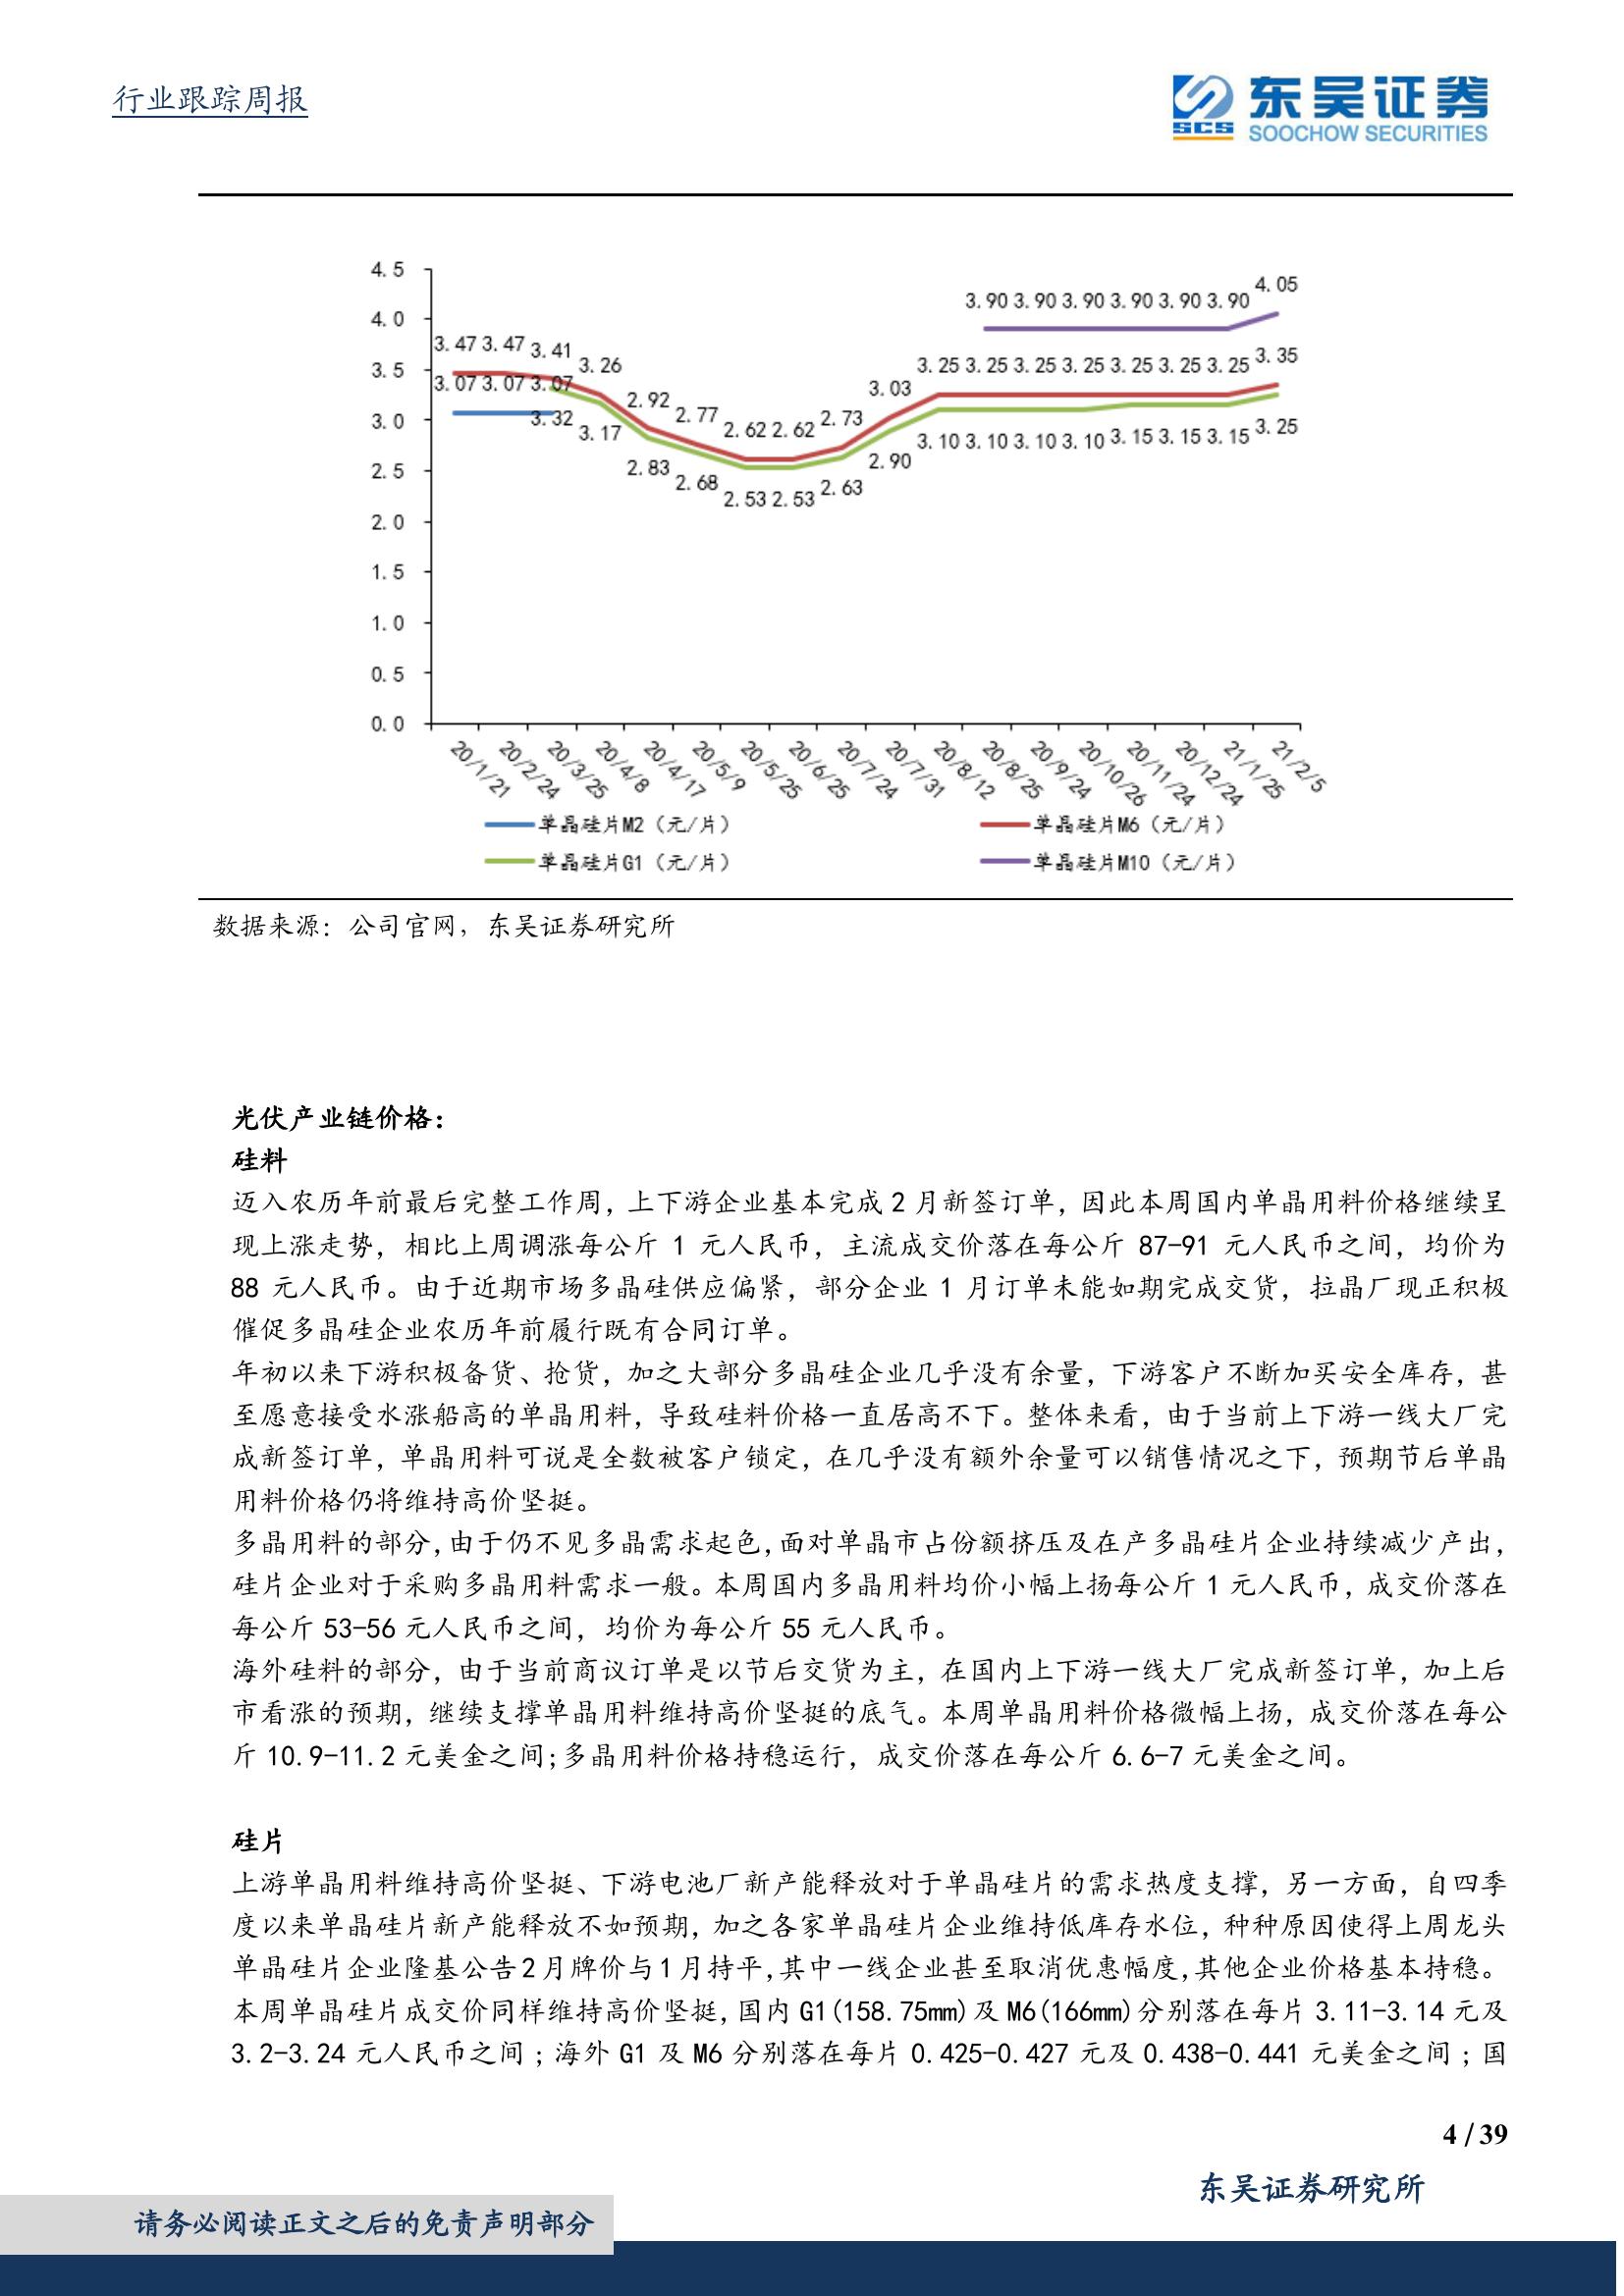 行业跟踪周报
SCS
东吴证券
SOOCHOW SECURITIES
4.5
4.0
3.5
3.0
2.5
2.0
1.5
1.0
0.5
0.0
3.90 3.90 3.90 3.90 3.90 3.90 4.05
3.47 3.47 3.41 3.26 2.92 2.77 2.62 2.62 2.73 3.03 3.25 3.25 3.25 3.25 3.25 3.25 3.25 3.35
3.07 3.07 3.07
3.32 3.17 2.83 2.68 2.53 2.53 2.63 2.90 3.10 3.10 3.10 3.10 3.15 3.15 3.15 3.25
20/1/21 20/2/24 20/3/25 20/4/8 20/4/17 20/5/9 20/5/25 20/6/25 20/7/24 20/7/31 20/8/12 20/8/25 20/9/24 20/10/26 20/11/24 20/12/24 21/1/25 21/2/5
单晶硅片M2（元/片） 单晶硅片M6（元/片）
单晶硅片G1（元/片） 单晶硅片M10（元/片）
数据来源：公司官网，东吴证券研究所
光伏产业链价格：
硅料
迈入农历年前最后完整工作周，上下游企业基本完成 2 月新签订单，因此本周国内单晶用料价格继续呈
现上涨走势，相比上周调涨每公斤 1 元人民币，主流成交价落在每公斤 87-91 元人民币之间，均价为
88 元人民币。由于近期市场多晶硅供应偏紧，部分企业 1 月订单未能如期完成交货，拉晶厂现正积极
催促多晶硅企业农历年前履行既有合同订单。
年初以来下游积极备货、抢货，加之大部分多晶硅企业几乎没有余量，下游客户不断加买安全库存，甚
至愿意接受水涨船高的单晶用料，导致硅料价格一直居高不下。整体来看，由于当前上下游一线大厂完
成新签订单，单晶用料可说是全数被客户锁定，在几乎没有额外余量可以销售情况之下，预期节后单晶
用料价格仍将维持高价坚挺。
多晶用料的部分，由于仍不见多晶需求起色，面对单晶市占份额挤压及在产多晶硅片企业持续减少产出，
硅片企业对于采购多晶用料需求一般。本周国内多晶用料均价小幅上扬每公斤 1 元人民币，成交价落在
每公斤 53-56 元人民币之间，均价为每公斤 55 元人民币。
海外硅料的部分，由于当前商议订单是以节后交货为主，在国内上下游一线大厂完成新签订单，加上后
市看涨的预期，继续支撑单晶用料维持高价坚挺的底气。本周单晶用料价格微幅上扬，成交价落在每公
斤 10.9-11.2 元美金之间；多晶用料价格持稳运行，成交价落在每公斤 6.6-7 元美金之间。
硅片
上游单晶用料维持高价坚挺、下游电池厂新产能释放对于单晶硅片的需求热度支撑，另一方面，自四季
度以来单晶硅片新产能释放不如预期，加之各家单晶硅片企业维持低库存水位，种种原因使得上周龙头
单晶硅片企业隆基公告 2 月牌价与 1 月持平，其中一线企业甚至取消优惠幅度，其他企业价格基本持稳。
本周单晶硅片成交价同样维持高价坚挺，国内 G1(158.75mm)及 M6(166mm)分别落在每片 3.11-3.14 元及
3.2-3.24 元人民币之间；海外 G1 及 M6 分别落在每片 0.425-0.427 元及 0.438-0.441 元美金之间；国
4 / 39
东吴证券研究所
请务必阅读正文之后的免责声明部分